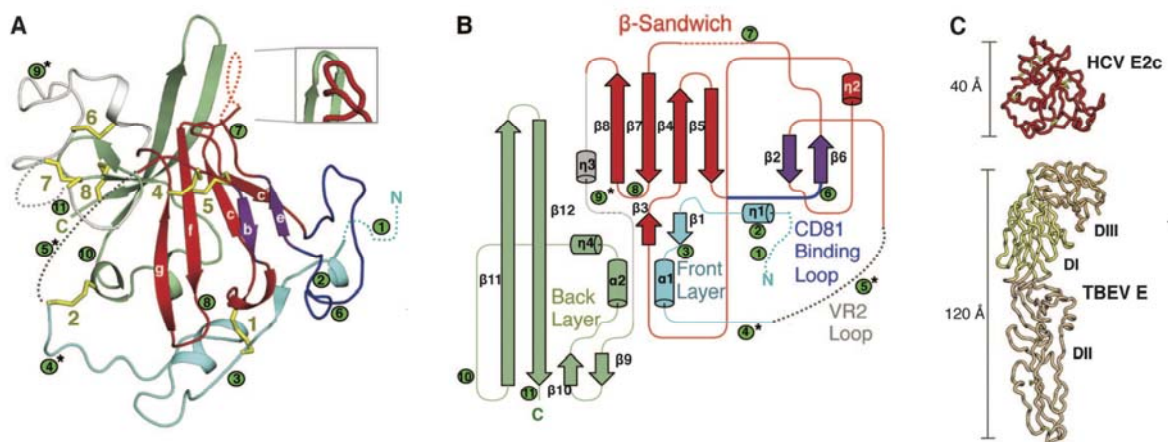 A
9*
6
7
8
11
C
5*
10
2
4*
7
4
5
c
c'
e
b
f
g
8
1
2
6
3
1
N
B
β-Sandwich
7
η2
β8
β7
β4
β5
β2
β6
η3
9*
8
6
β12
β3
β1
η1
2
CD81
Binding
Loop
1
N
3
η4
β11
α2
Back
Layer
α1
Front
Layer
5*
VR2
Loop
4*
10
11
C
β10
β9
C
40 Å
HCV E2c
DIII
DI
TBEV E
120 Å
DII